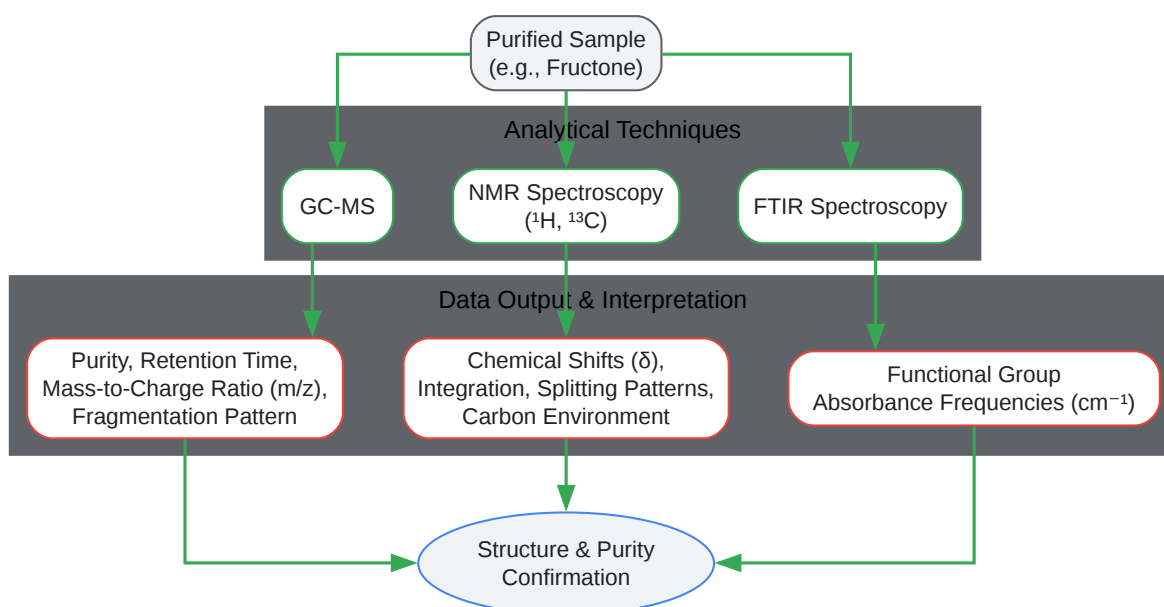 Purified Sample
(e.g., Fructone)
Analytical Techniques
GC-MS
NMR Spectroscopy
(¹H, ¹³C)
FTIR Spectroscopy
Data Output & Interpretation
Purity, Retention Time,
Mass-to-Charge Ratio (m/z),
Fragmentation Pattern
Chemical Shifts (δ),
Integration, Splitting Patterns,
Carbon Environment
Functional Group
Absorbance Frequencies (cm⁻¹)
Structure & Purity
Confirmation